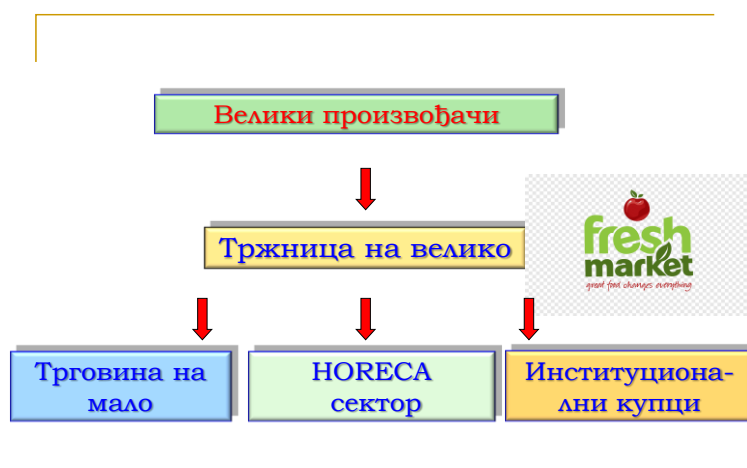 Велики произвођачи
Тржница на велико
fresh
market
great food changes everything
Трговина на
мало
HORECA
сектор
Институциона-
лни купци